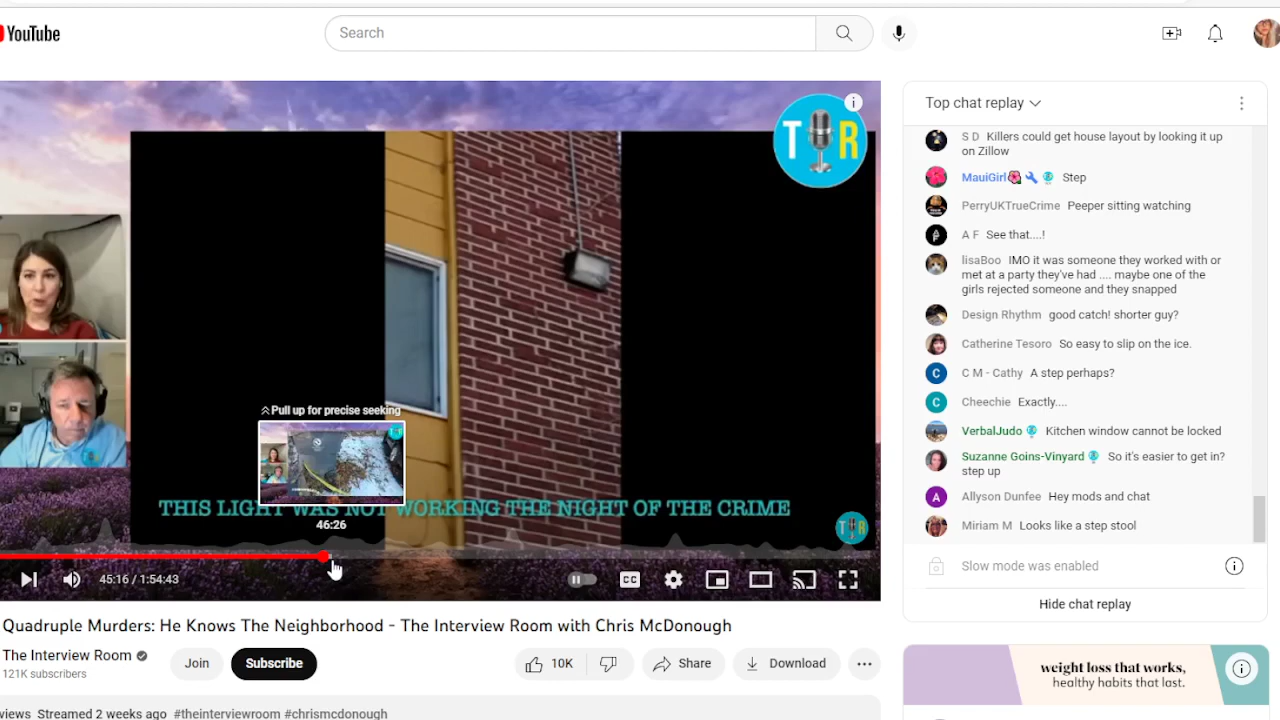 YouTube
Search
T R
Pull up for precise seeking
THIS LIGHT WAS NOT WORKING THE NIGHT OF THE CRIME
46:26
45:16 / 1:54:43
CC
Quadruple Murders: He Knows The Neighborhood - The Interview Room with Chris McDonough
The Interview Room
121K subscribers
Join
Subscribe
10K
Share
Download
views Streamed 2 weeks ago #theinterviewroom #chrismcdonough
Top chat replay
S D Killers could get house layout by looking it up
on Zillow
MauiGirl Step
PerryUKTrueCrime Peeper sitting watching
A F See that....!
lisaBoo IMO it was someone they worked with or
met at a party they've had .... maybe one of the
girls rejected someone and they snapped
Design Rhythm good catch! shorter guy?
Catherine Tesoro So easy to slip on the ice.
C
C M - Cathy A step perhaps?
C
Cheechie Exactly....
VerbalJudo Kitchen window cannot be locked
Suzanne Goins-Vinyard So it's easier to get in?
step up
A
Allyson Dunfee Hey mods and chat
Miriam M Looks like a step stool
Slow mode was enabled
Hide chat replay
weight loss that works,
healthy habits that last.